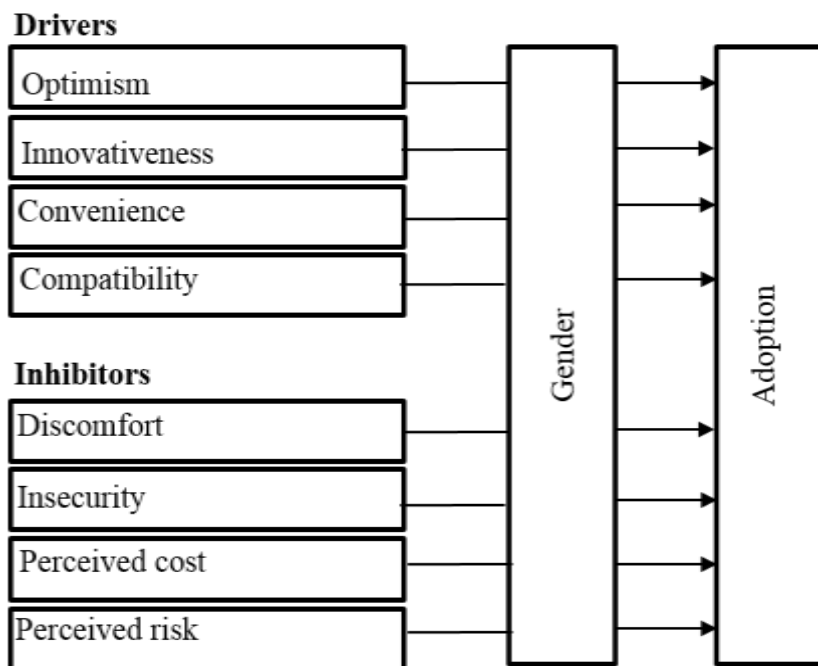 Drivers
Optimism
Innovativeness
Convenience
Compatibility
Inhibitors
Discomfort
Insecurity
Perceived cost
Perceived risk
Gender
Adoption